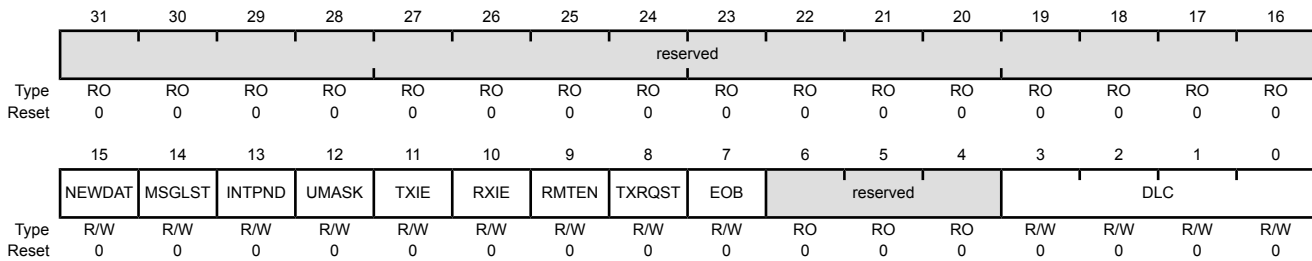 31 30 29 28 27 26 25 24 23 22 21 20 19 18 17 16
reserved
Type RO RO RO RO RO RO RO RO RO RO RO RO RO RO RO RO
Reset 0 0 0 0 0 0 0 0 0 0 0 0 0 0 0 0
15 14 13 12 11 10 9 8 7 6 5 4 3 2 1 0
NEWDAT MSGLST INTPND UMASK TXIE RXIE RMTEN TXRQST EOB reserved DLC
Type R/W R/W R/W R/W R/W R/W R/W R/W R/W RO RO RO R/W R/W R/W R/W
Reset 0 0 0 0 0 0 0 0 0 0 0 0 0 0 0 0